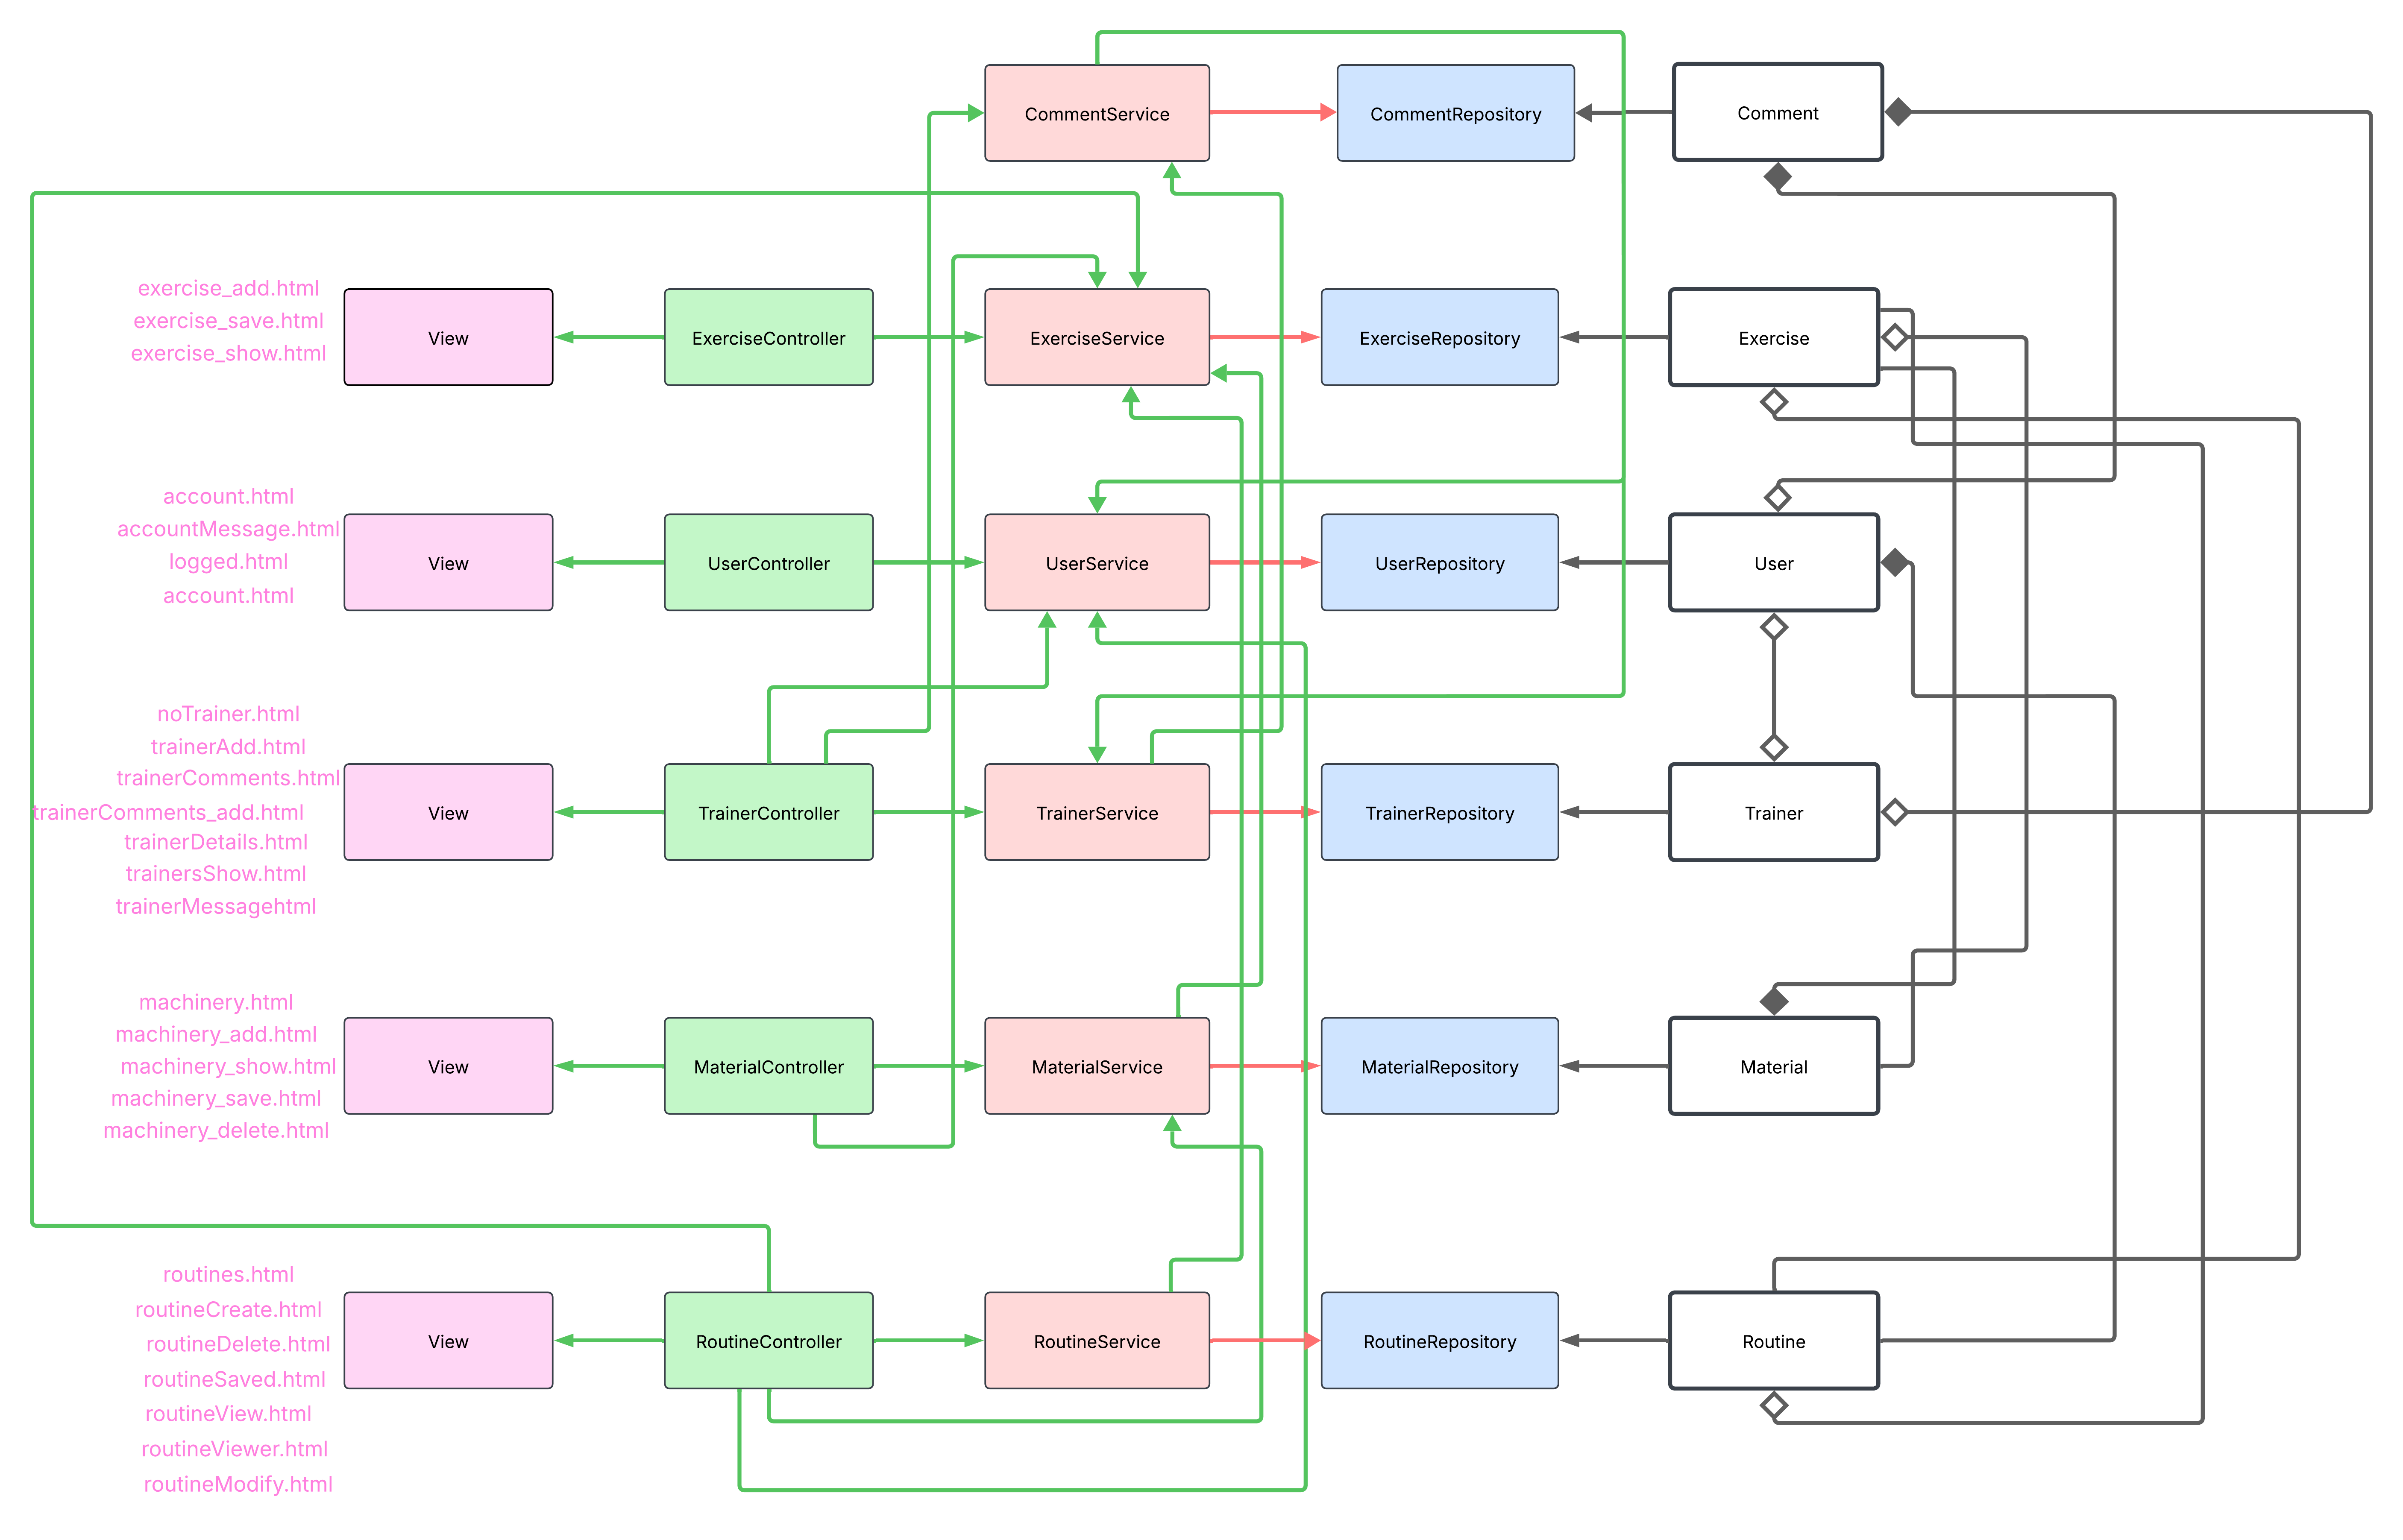 CommentService
CommentRepository
Comment
exercise_add.html
exercise_save.html
exercise_show.html
View
ExerciseController
ExerciseService
ExerciseRepository
Exercise
account.html
accountMessage.html
logged.html
account.html
View
UserController
UserService
UserRepository
User
noTrainer.html
trainerAdd.html
trainerComments.html
trainerComments_add.html
trainerDetails.html
trainersShow.html
trainerMessagehtml
View
TrainerController
TrainerService
TrainerRepository
Trainer
machinery.html
machinery_add.html
machinery_show.html
machinery_save.html
machinery_delete.html
View
MaterialController
MaterialService
MaterialRepository
Material
routines.html
routineCreate.html
routineDelete.html
routineSaved.html
routineView.html
routineViewer.html
routineModify.html
View
RoutineController
RoutineService
RoutineRepository
Routine